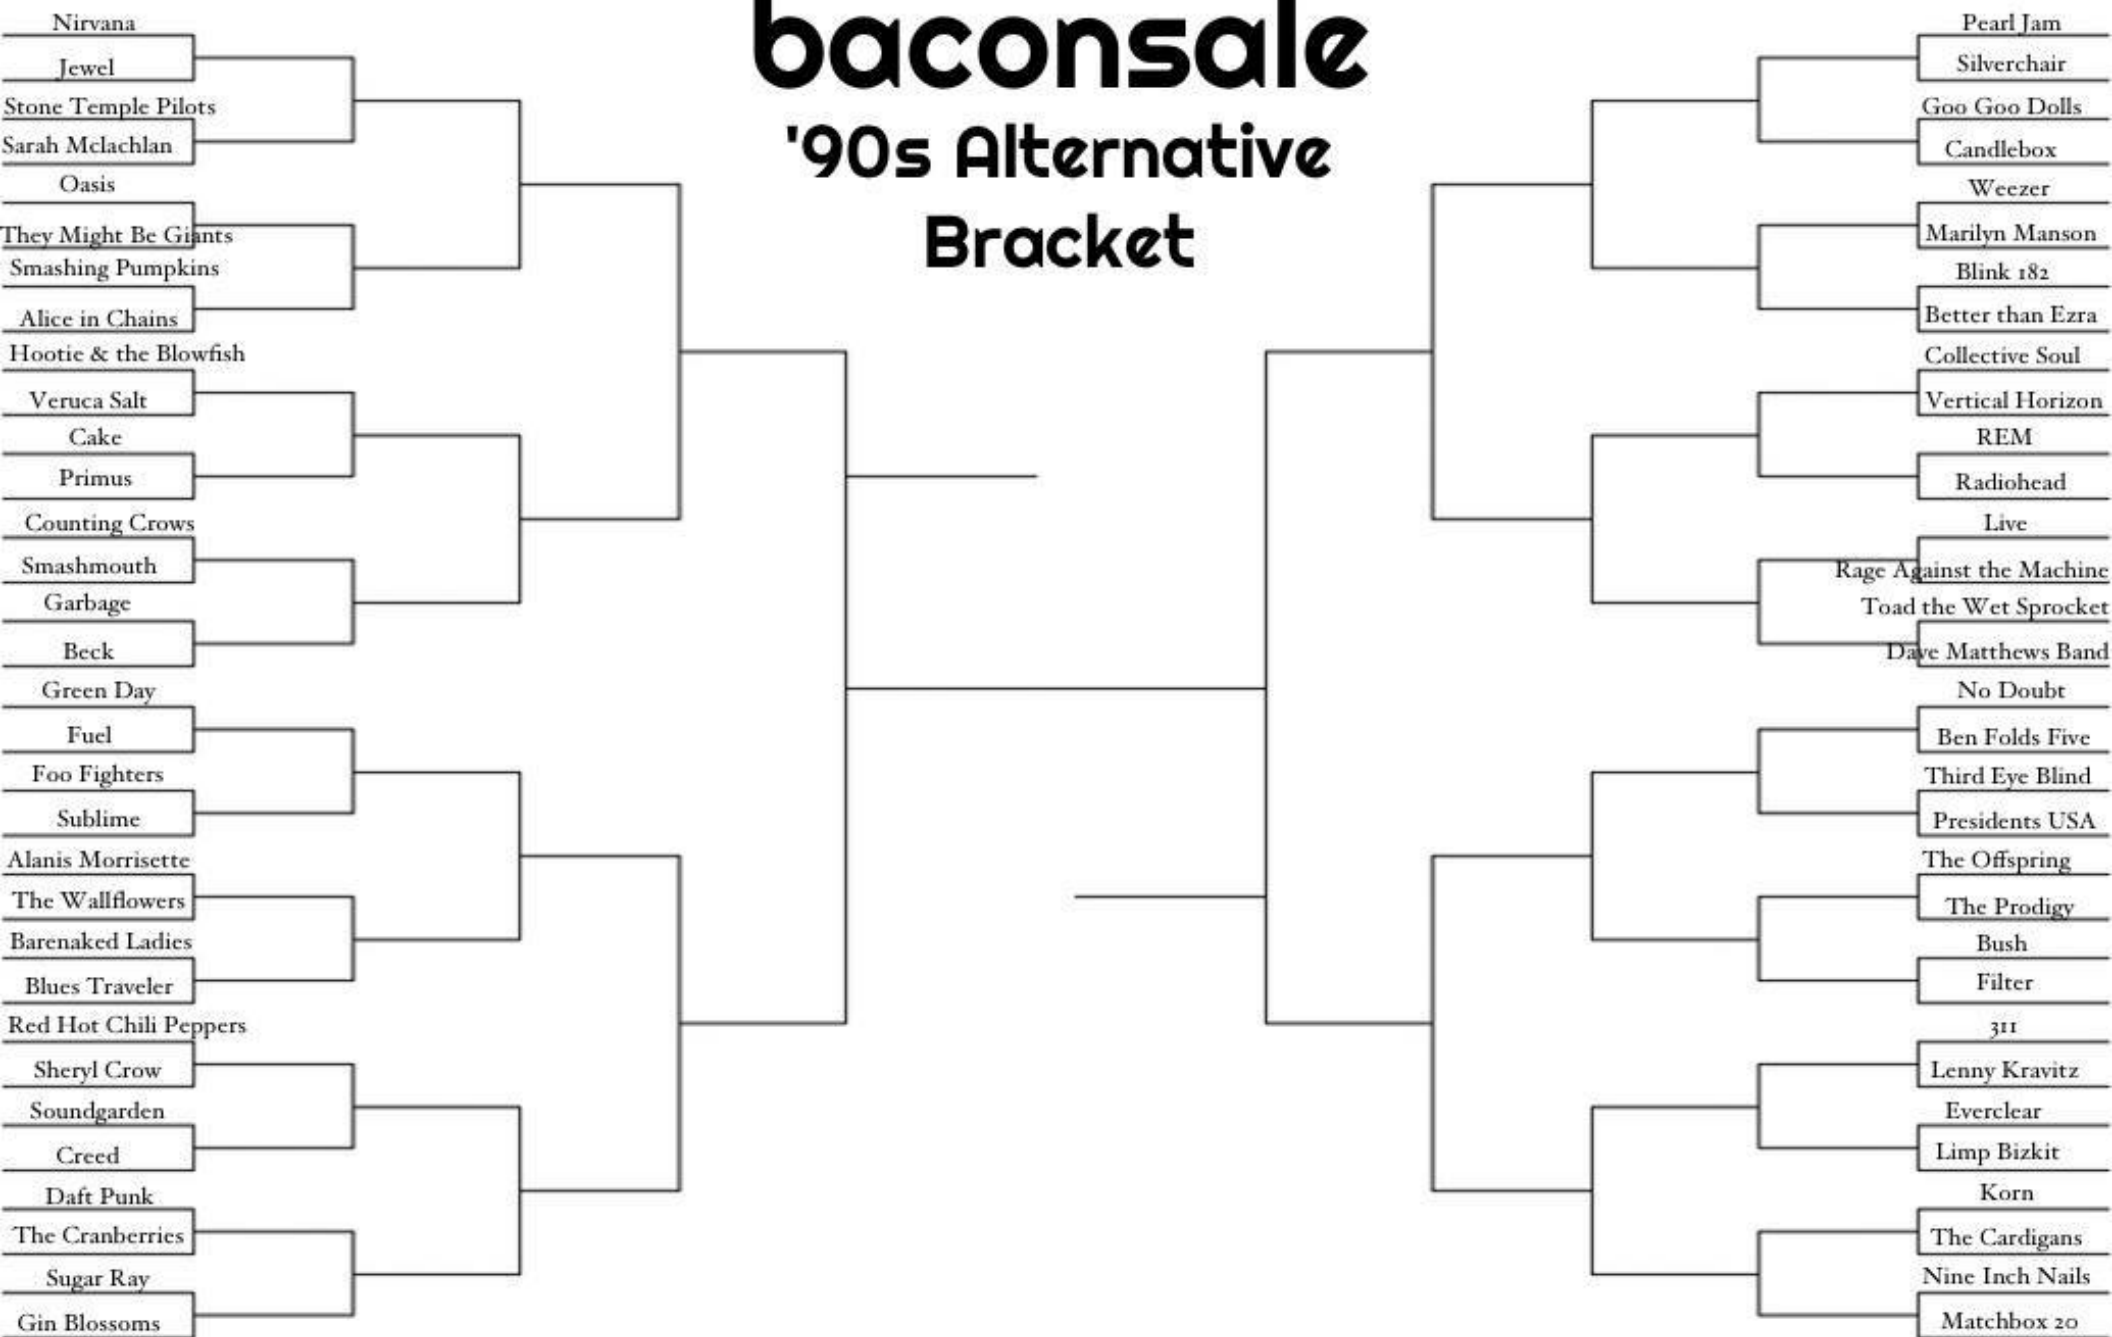 baconsale
'90s Alternative
Bracket
Nirvana
Jewel
Stone Temple Pilots
Sarah Mclachlan
Oasis
They Might Be Giants
Smashing Pumpkins
Alice in Chains
Hootie & the Blowfish
Veruca Salt
Cake
Primus
Counting Crows
Smashmouth
Garbage
Beck
Green Day
Fuel
Foo Fighters
Sublime
Alanis Morrisette
The Wallflowers
Barenaked Ladies
Blues Traveler
Red Hot Chili Peppers
Sheryl Crow
Soundgarden
Creed
Daft Punk
The Cranberries
Sugar Ray
Gin Blossoms
Pearl Jam
Silverchair
Goo Goo Dolls
Candlebox
Weezer
Marilyn Manson
Blink 182
Better than Ezra
Collective Soul
Vertical Horizon
REM
Radiohead
Live
Rage Against the Machine
Toad the Wet Sprocket
Dave Matthews Band
No Doubt
Ben Folds Five
Third Eye Blind
Presidents USA
The Offspring
The Prodigy
Bush
Filter
311
Lenny Kravitz
Everclear
Limp Bizkit
Korn
The Cardigans
Nine Inch Nails
Matchbox 20